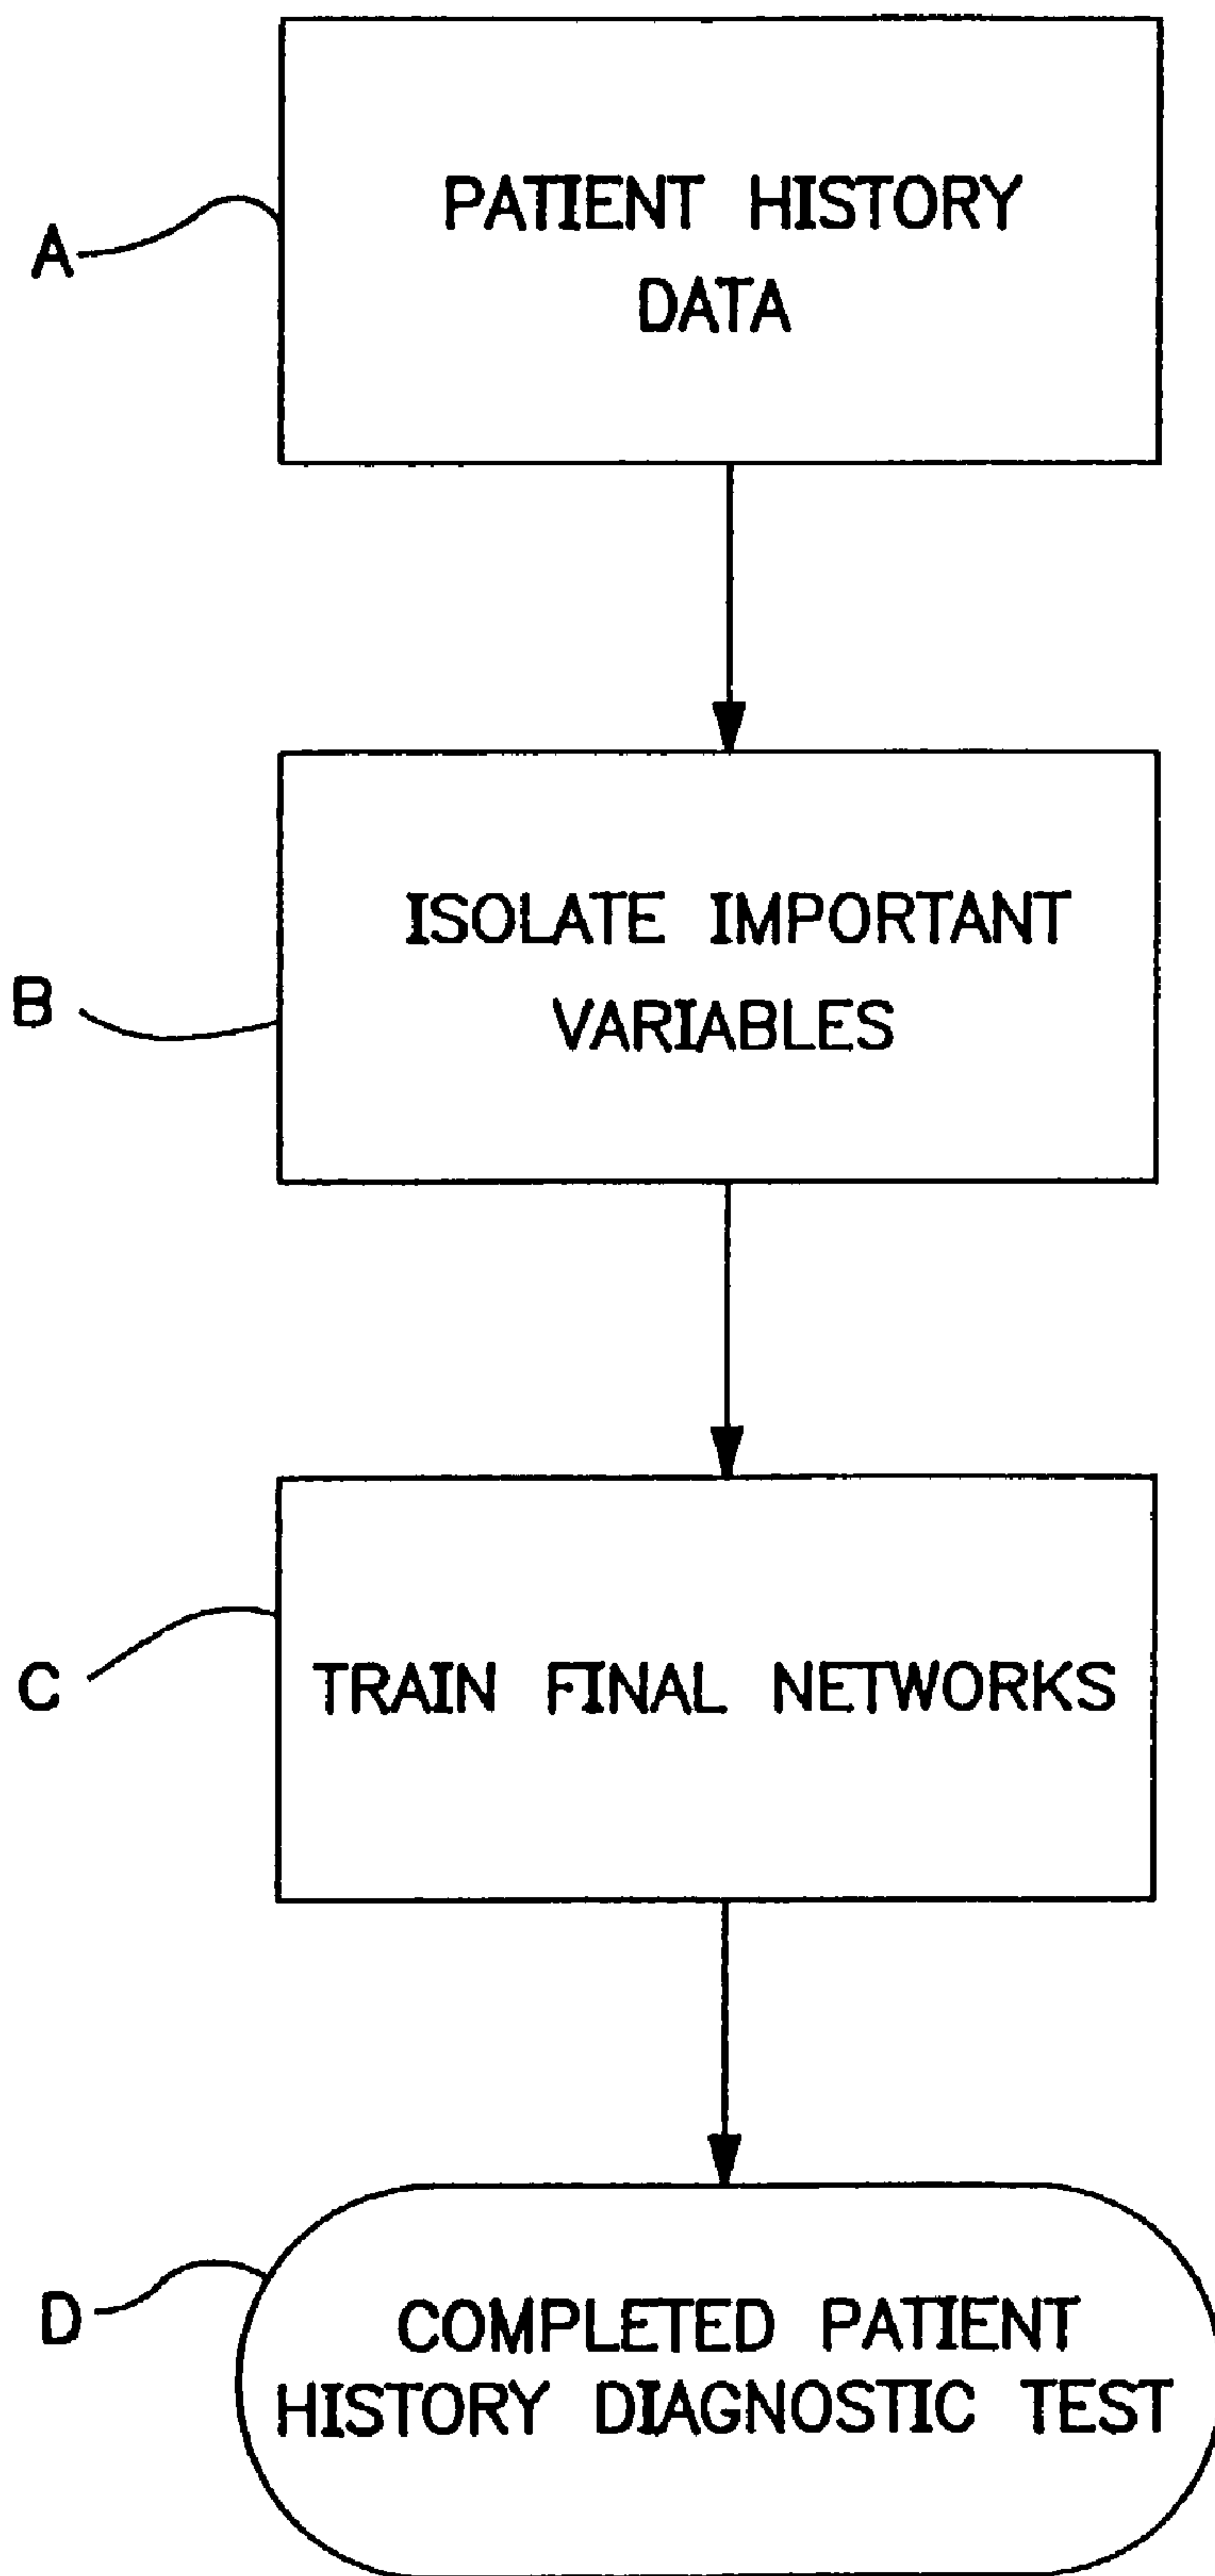 PATIENT HISTORY
DATA
A
ISOLATE IMPORTANT
VARIABLES
B
TRAIN FINAL NETWORKS
C
COMPLETED PATIENT
HISTORY DIAGNOSTIC TEST
D